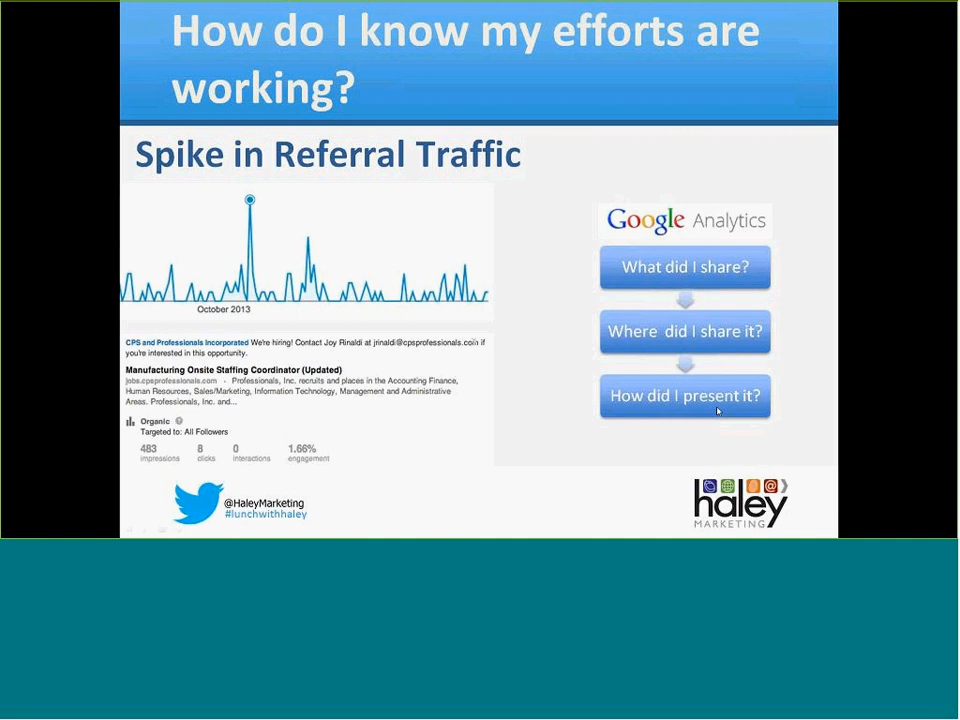 How do I know my efforts are
working?
Spike in Referral Traffic
October 2013
Google Analytics
What did I share?
Where did I share it?
How did I present it?
CPS and Professionals Incorporated We're hiring! Contact Joy Rinaldi at jrinaldi@cpsprofessionals.com if
you're interested in this opportunity.
Manufacturing Onsite Staffing Coordinator (Updated)
jobs.cpsprofessionals.com - Professionals, Inc. recruits and places in the Accounting Finance,
Human Resources, Sales/Marketing, Information Technology, Management and Administrative
Areas. Professionals, Inc. and...
Organic ?
Targeted to: All Followers
483 8 0 1.66%
impressions clicks interactions engagement
@HaleyMarketing
#lunchwithhaley
haley
MARKETING